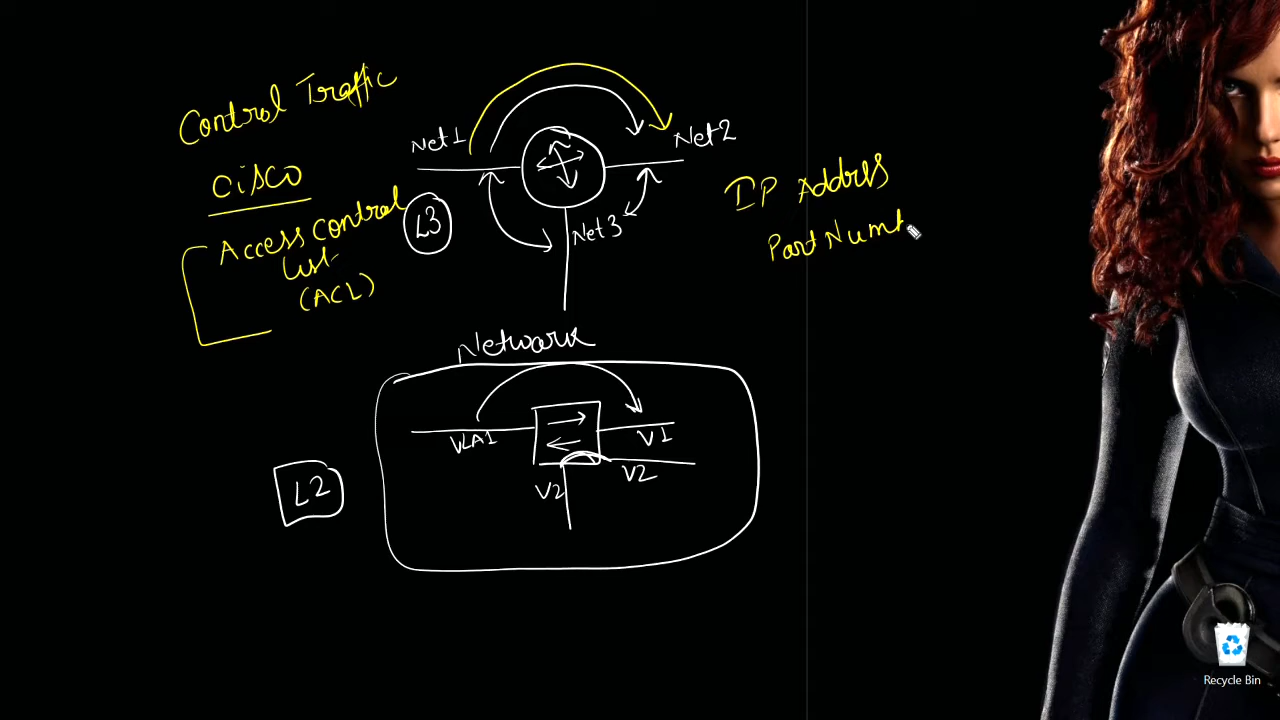 Control Traffic
Cisco
Access Control
List
(ACL)
Net1
Net2
L3
Net3
IP Address
Port Numb
Network
VLA1
V1
V2
V2
L2
Recycle Bin